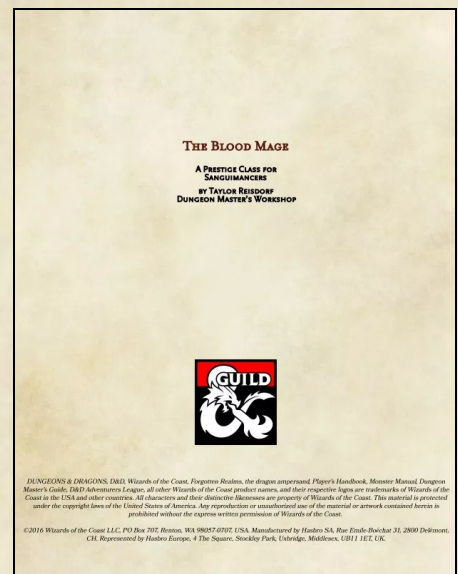 THE BLOOD MAGE
A PRESTIGE CLASS FOR
SANGUIMANCERS
BY TAYLOR REISDORF
DUNGEON MASTER'S WORKSHOP
GUILD
DUNGEONS & DRAGONS, D&D, Wizards of the Coast, Forgotten Realms, the dragon ampersand, Player's Handbook, Monster Manual, Dungeon
Master's Guide, D&D Adventurers League, all other Wizards of the Coast product names, and their respective logos are trademarks of Wizards of the
Coast in the USA and other countries. All characters and their distinctive likenesses are property of Wizards of the Coast. This material is protected
under the copyright laws of the United States of America. Any reproduction or unauthorized use of the material or artwork contained herein is
prohibited without the express written permission of Wizards of the Coast.
©2016 Wizards of the Coast LLC, PO Box 707, Renton, WA 98057-0707, USA. Manufactured by Hasbro SA, Rue Emile-Boéchat 31, 2800 Delémont,
CH. Represented by Hasbro Europe, 4 The Square, Stockley Park, Uxbridge, Middlesex, UB11 1ET, UK.